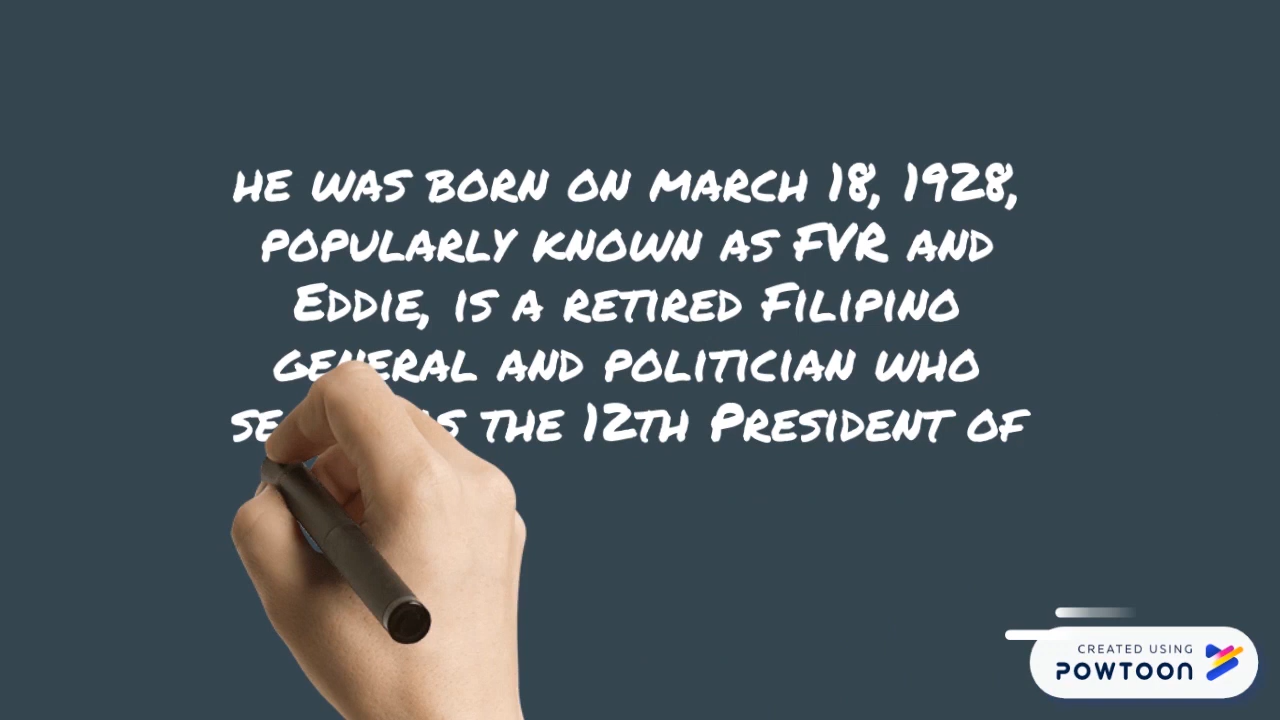 HE WAS BORN ON MARCH 18, 1928,
POPULARLY KNOWN AS FVR AND
EDDIE, IS A RETIRED FILIPINO
GENERAL AND POLITICIAN WHO
THE 12TH PRESIDENT OF
CREATED USING
POWTOON